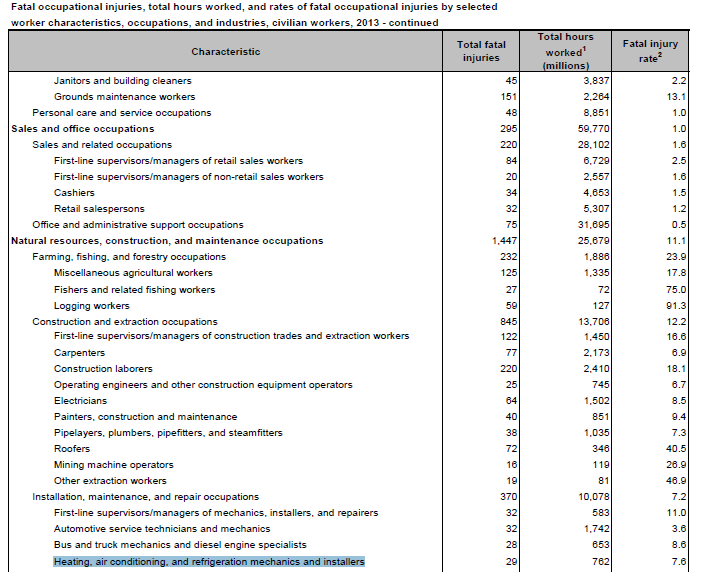 Fatal occupational injuries, total hours worked, and rates of fatal occupational injuries by selected
worker characteristics, occupations, and industries, civilian workers, 2013 - continued
Characteristic Total fatal injuries Total hours worked1 (millions) Fatal injury rate2
Janitors and building cleaners 45 3,837 2.2
Grounds maintenance workers 151 2,264 13.1
Personal care and service occupations 48 8,851 1.0
Sales and office occupations 295 59,770 1.0
Sales and related occupations 220 28,102 1.6
First-line supervisors/managers of retail sales workers 84 6,729 2.5
First-line supervisors/managers of non-retail sales workers 20 2,557 1.6
Cashiers 34 4,653 1.5
Retail salespersons 32 5,307 1.2
Office and administrative support occupations 75 31,695 0.5
Natural resources, construction, and maintenance occupations 1,447 25,679 11.1
Farming, fishing, and forestry occupations 232 1,886 23.9
Miscellaneous agricultural workers 125 1,335 17.8
Fishers and related fishing workers 27 72 75.0
Logging workers 59 127 91.3
Construction and extraction occupations 845 13,706 12.2
First-line supervisors/managers of construction trades and extraction workers 122 1,450 16.6
Carpenters 77 2,173 6.9
Construction laborers 220 2,410 18.1
Operating engineers and other construction equipment operators 25 745 6.7
Electricians 64 1,502 8.5
Painters, construction and maintenance 40 851 9.4
Pipelayers, plumbers, pipefitters, and steamfitters 38 1,035 7.3
Roofers 72 346 40.5
Mining machine operators 16 119 26.9
Other extraction workers 19 81 46.9
Installation, maintenance, and repair occupations 370 10,078 7.2
First-line supervisors/managers of mechanics, installers, and repairers 32 583 11.0
Automotive service technicians and mechanics 32 1,742 3.6
Bus and truck mechanics and diesel engine specialists 28 653 8.6
Heating, air conditioning, and refrigeration mechanics and installers 29 762 7.6